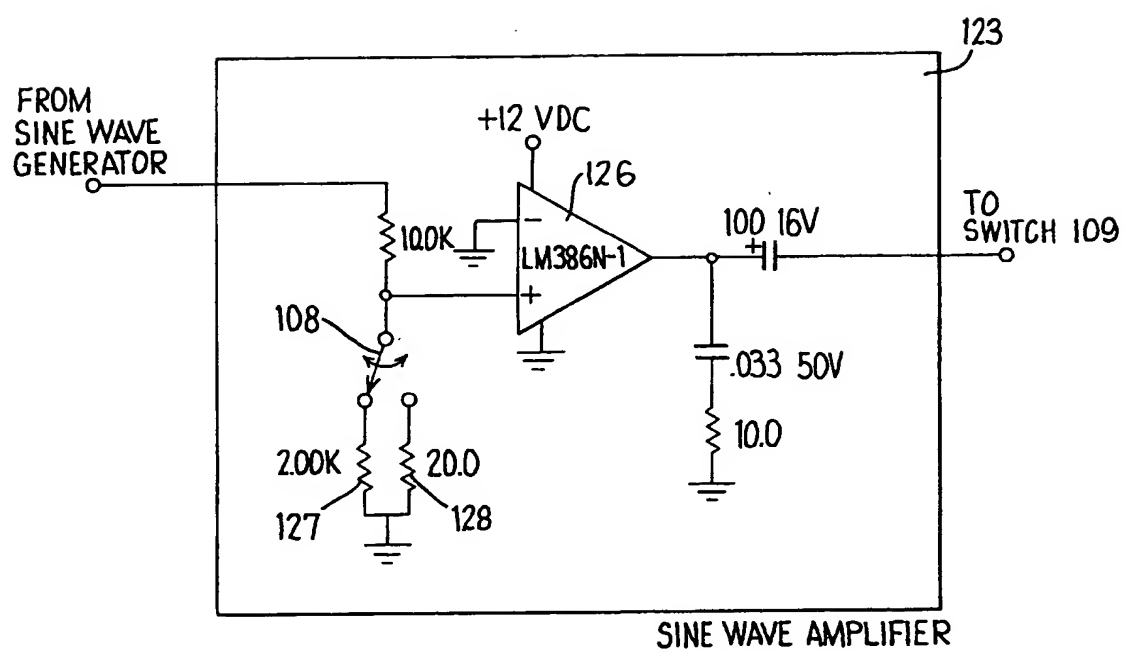 123
FROM
SINE WAVE
GENERATOR
+12 VDC
126
10.0K
LM386N-1
−
+
100 16V
+
TO
SWITCH 109
108
.033 50V
10.0
2.00K
20.0
127
128
SINE WAVE AMPLIFIER